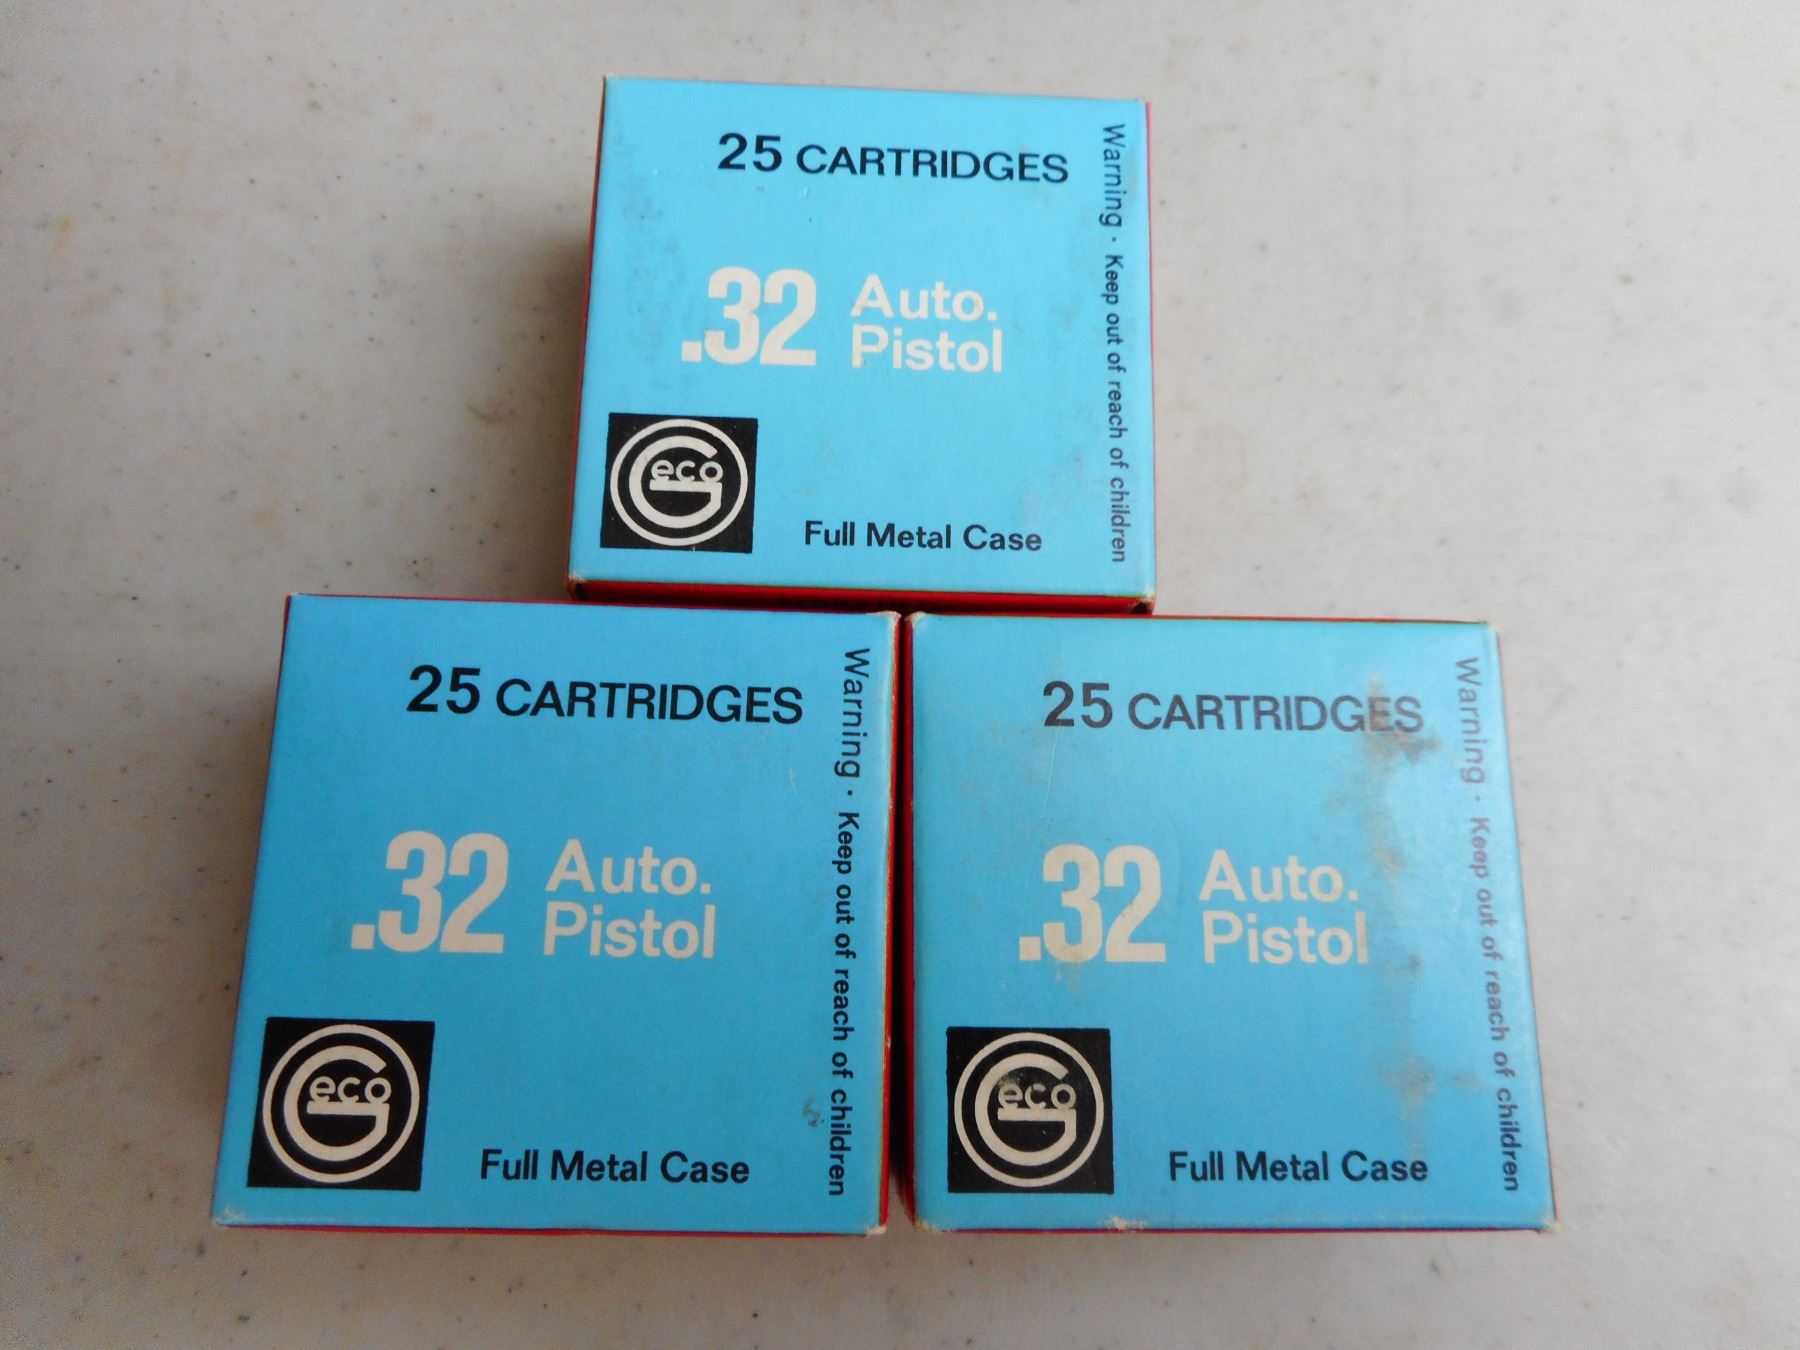 25 CARTRIDGES
.32 Auto.
Pistol
Geco
Full Metal Case
Warning · Keep out of reach of children
25 CARTRIDGES
.32 Auto.
Pistol
Geco
Full Metal Case
Warning · Keep out of reach of children
25 CARTRIDGES
.32 Auto.
Pistol
Geco
Full Metal Case
Warning · Keep out of reach of children